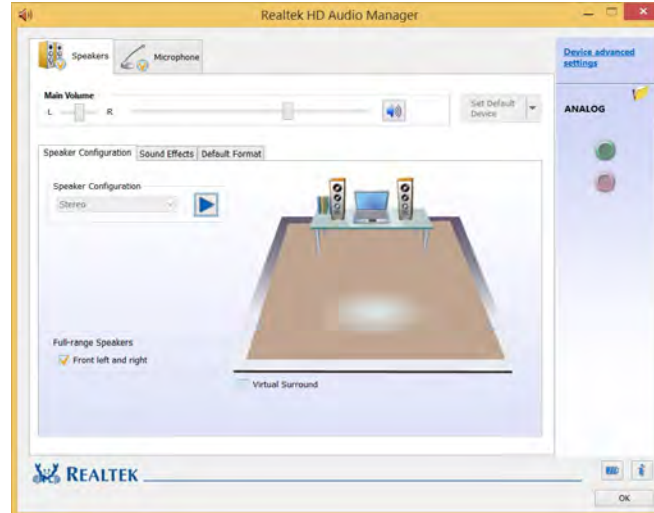 Realtek HD Audio Manager
Speakers
Microphone
Device advanced
settings
Main Volume
L
R
Set Default
Device
ANALOG
Speaker Configuration
Sound Effects
Default Format
Speaker Configuration
Stereo
Full-range Speakers
Front left and right
Virtual Surround
REALTEK
OK